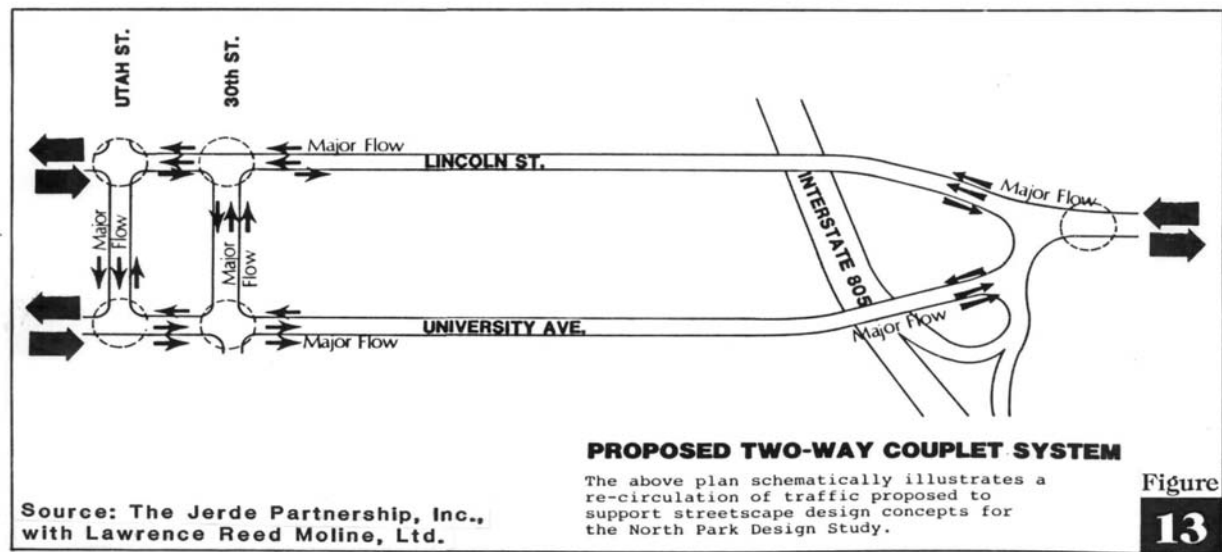 UTAH ST.
30th ST.
Major Flow
LINCOLN ST.
Major Flow
INTERSTATE 805
Major
Flow
Major
Flow
UNIVERSITY AVE.
Major Flow
Major Flow
PROPOSED TWO-WAY COUPLET SYSTEM
The above plan schematically illustrates a
re-circulation of traffic proposed to
support streetscape design concepts for
the North Park Design Study.
Source: The Jerde Partnership, Inc.,
with Lawrence Reed Moline, Ltd.
Figure
13